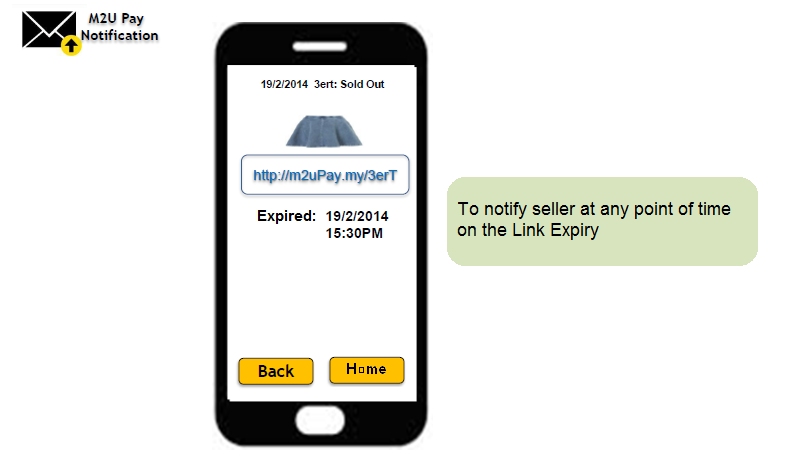 M2U Pay
Notification
19/2/2014 3ert: Sold Out
http://m2uPay.my/3erT
Expired: 19/2/2014
15:30PM
To notify seller at any point of time
on the Link Expiry
Back
H□me